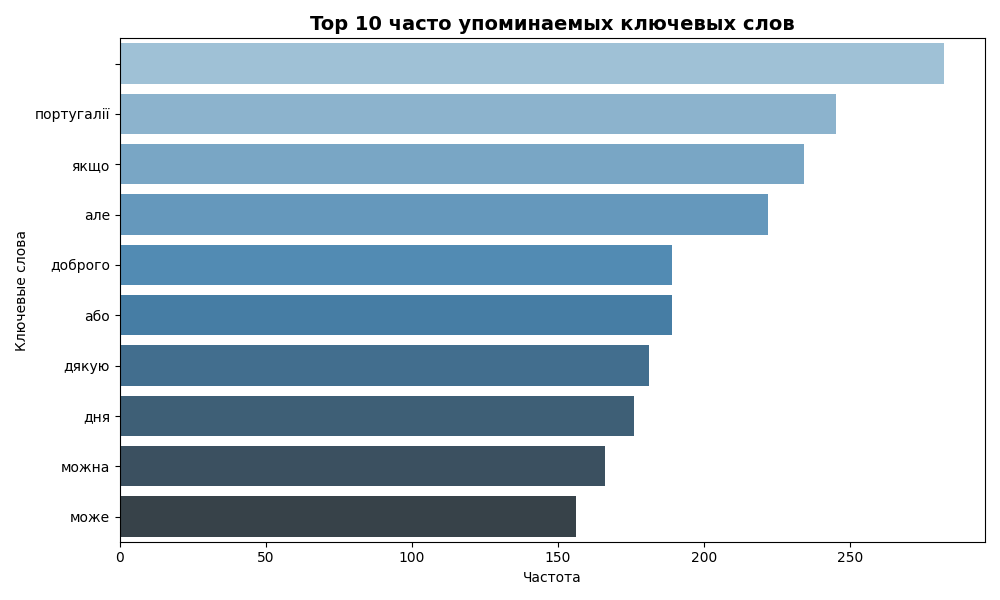 Top 10 часто упоминаемых ключевых слов
Ключевые слова
португалії
якщо
але
доброго
або
дякую
дня
можна
може
0 50 100 150 200 250
Частота